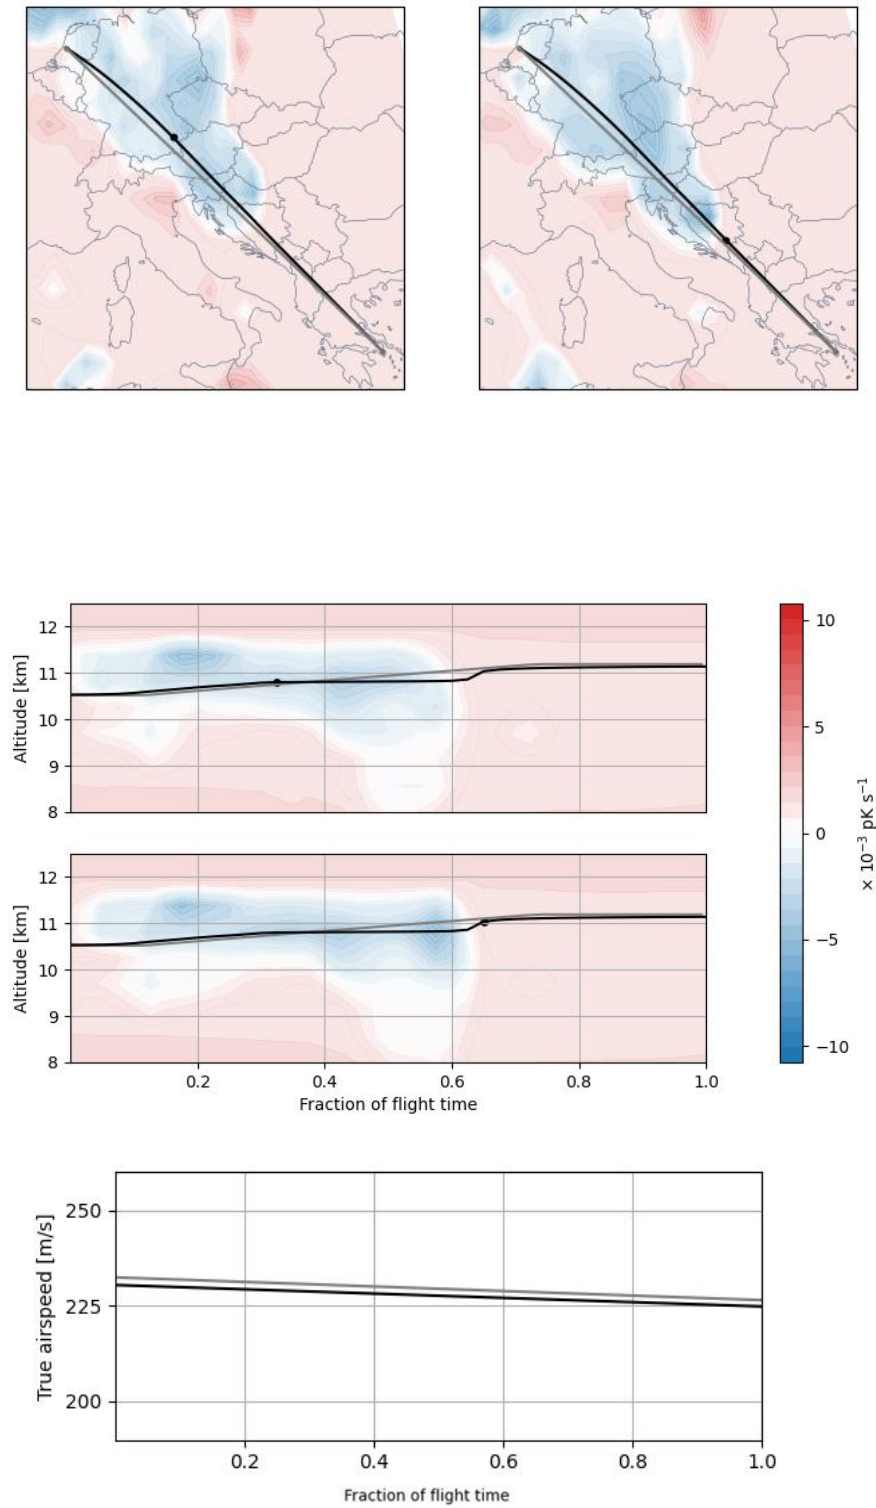 12
11
10
9
8
Altitude [km]
12
11
10
9
8
Altitude [km]
0.2 0.4 0.6 0.8 1.0
Fraction of flight time
10
5
0
−5
−10
× 10⁻³ pK s⁻¹
250
225
200
True airspeed [m/s]
0.2 0.4 0.6 0.8 1.0
Fraction of flight time